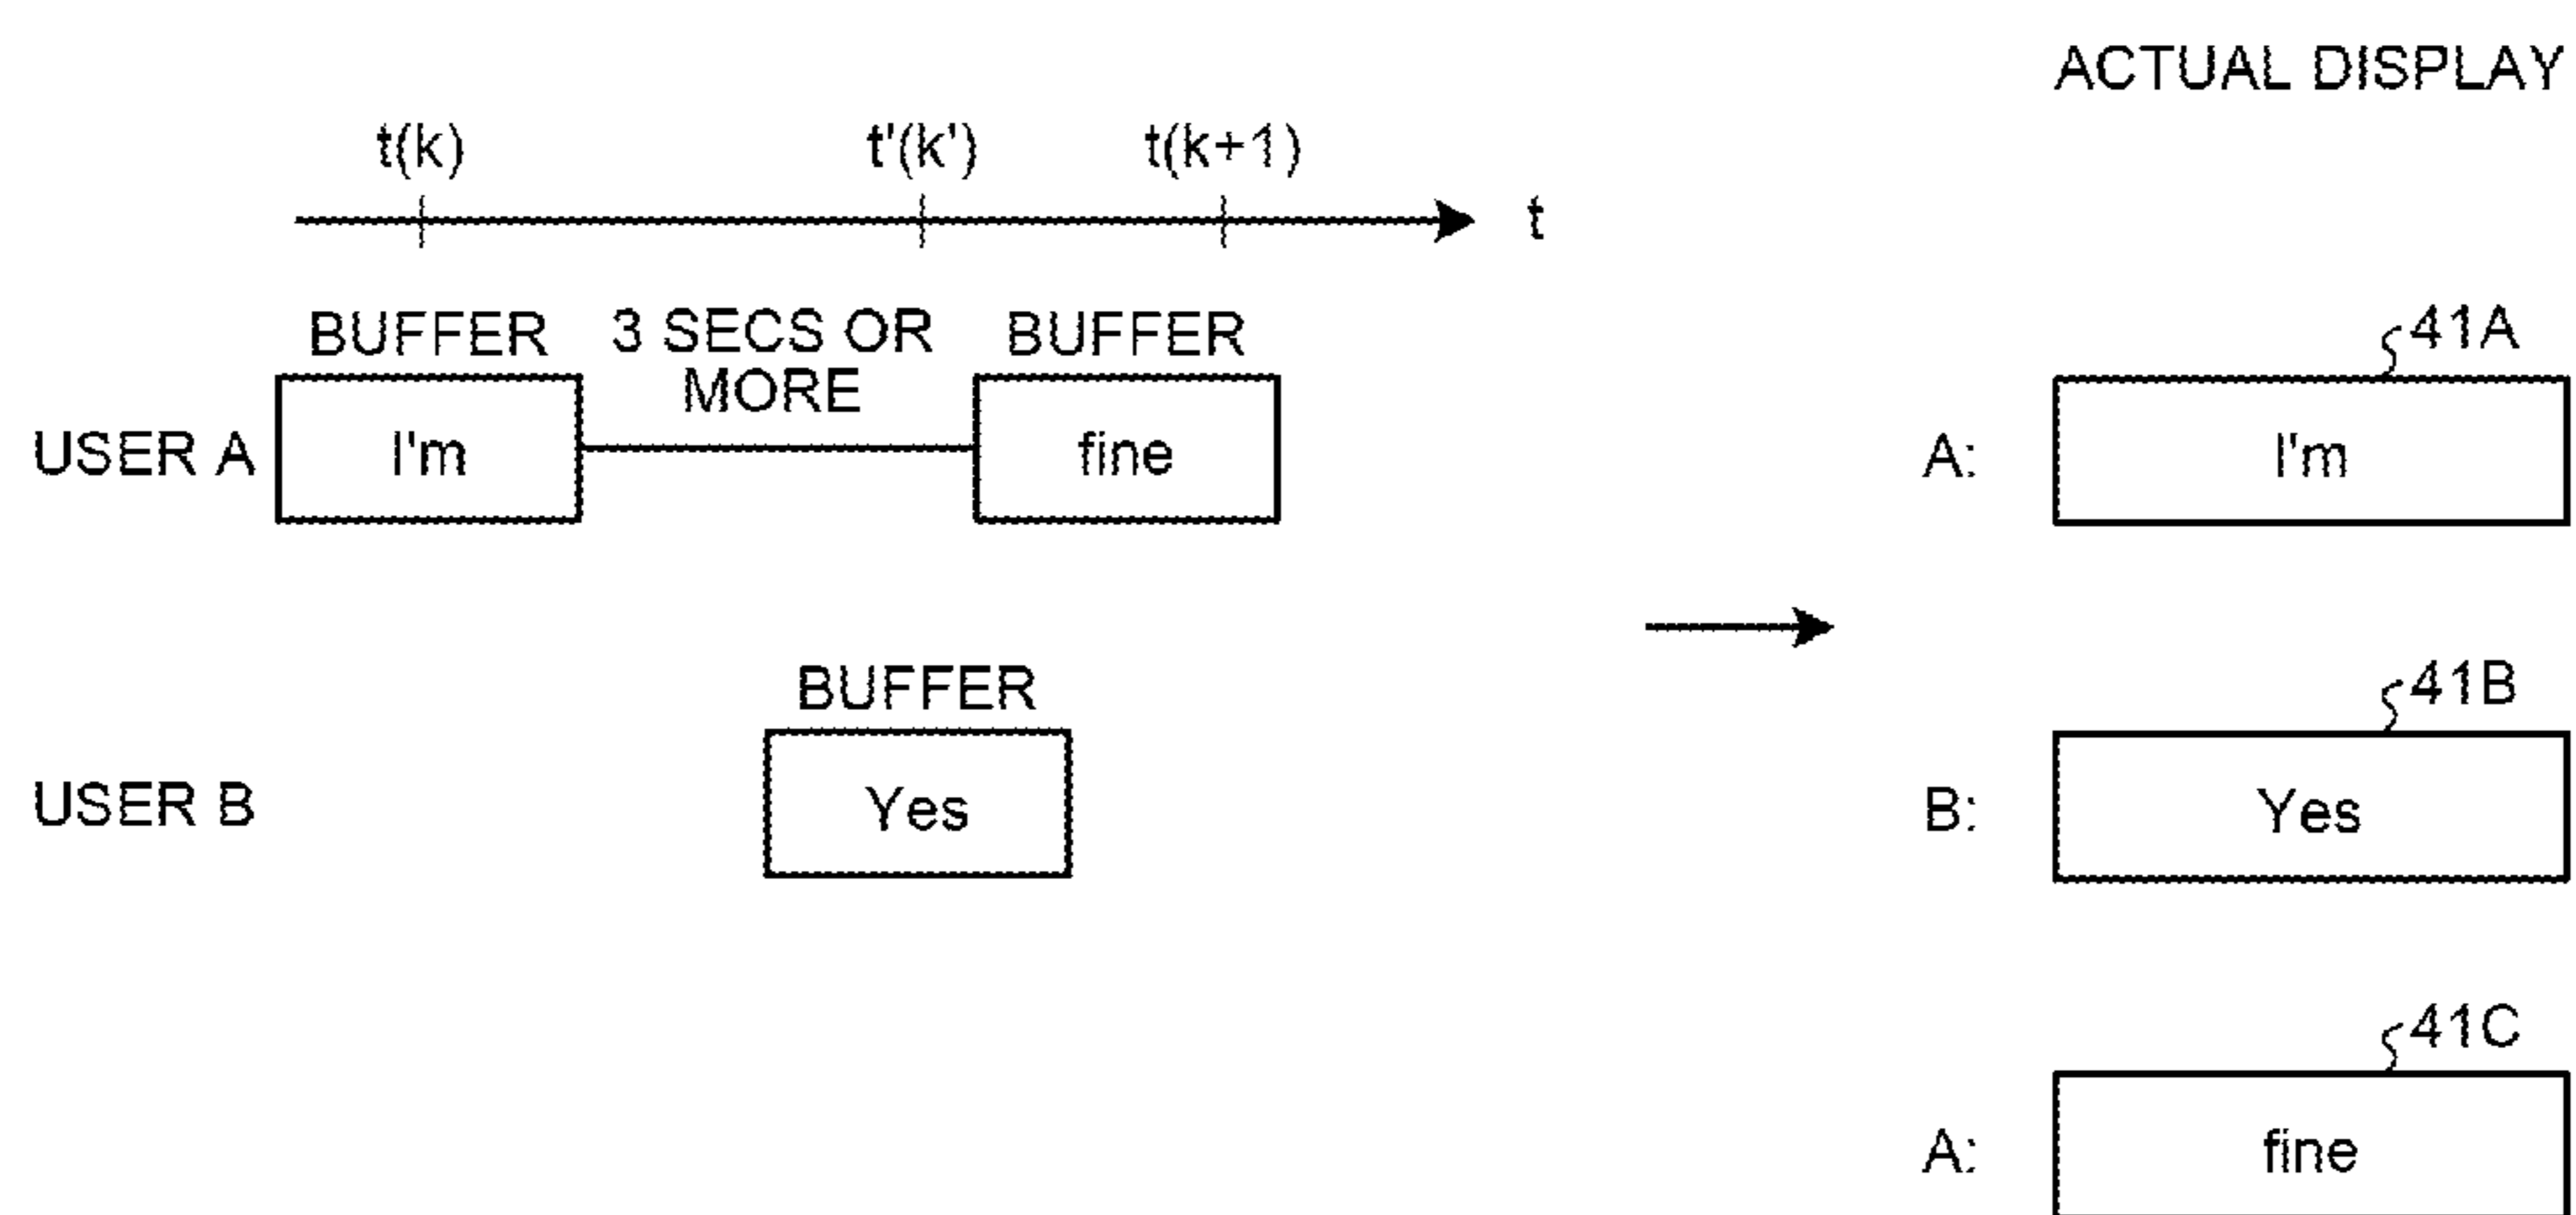 ACTUAL DISPLAY
t(k) t'(k') t(k+1)
t
BUFFER 3 SECS OR MORE BUFFER
41A
USER A I'm fine
A: I'm
BUFFER
41B
USER B Yes
B: Yes
41C
A: fine